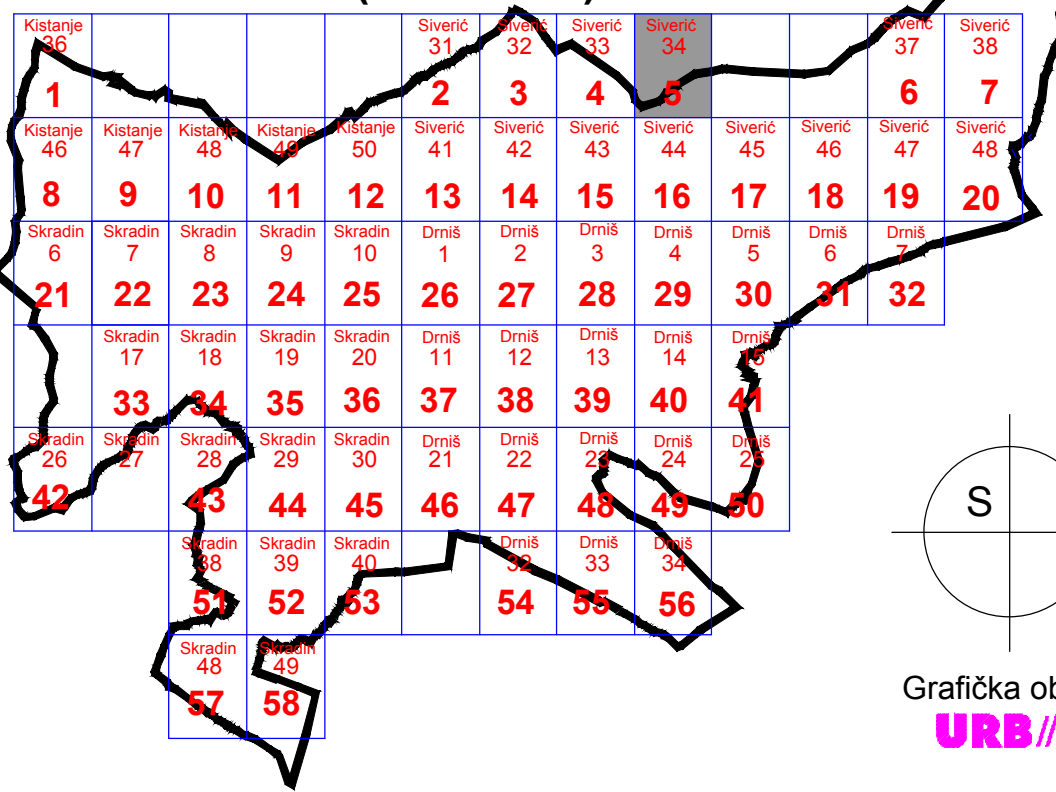 Kistanje Siverić Siverić Siverić Siverić Siverić Siverić
36 31 32 33 34 37 38
1 2 3 4 5 6 7
Kistanje Kistanje Kistanje Kistanje Kistanje Siverić Siverić Siverić Siverić Siverić Siverić Siverić Siverić
46 47 48 49 50 41 42 43 44 45 46 47 48
8 9 10 11 12 13 14 15 16 17 18 19 20
Skradin Skradin Skradin Skradin Skradin Drniš Drniš Drniš Drniš Drniš Drniš Drniš
6 7 8 9 10 1 2 3 4 5 6 7
21 22 23 24 25 26 27 28 29 30 31 32
Skradin Skradin Skradin Skradin Drniš Drniš Drniš Drniš Drniš
17 18 19 20 11 12 13 14 15
33 34 35 36 37 38 39 40 41
Skradin Skradin Skradin Skradin Skradin Drniš Drniš Drniš Drniš Drniš
26 27 28 29 30 21 22 23 24 25
42 43 44 45 46 47 48 49 50
Skradin Skradin Skradin Drniš Drniš Drniš
38 39 40 32 33 34
51 52 53 54 55 56
Skradin Skradin
48 49
57 58
S
Grafička ob
URB//